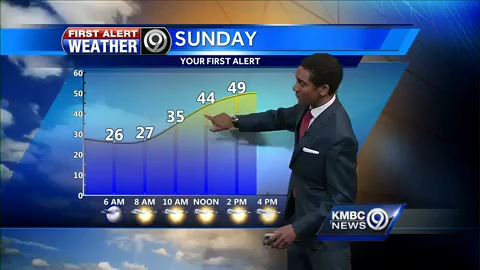 FIRST ALERT
WEATHER 9
SUNDAY
YOUR FIRST ALERT
60
50
40
30
20
10
0
26 27 35 44 49
6 AM 8 AM 10 AM NOON 2 PM 4 PM
KMBC 9
NEWS